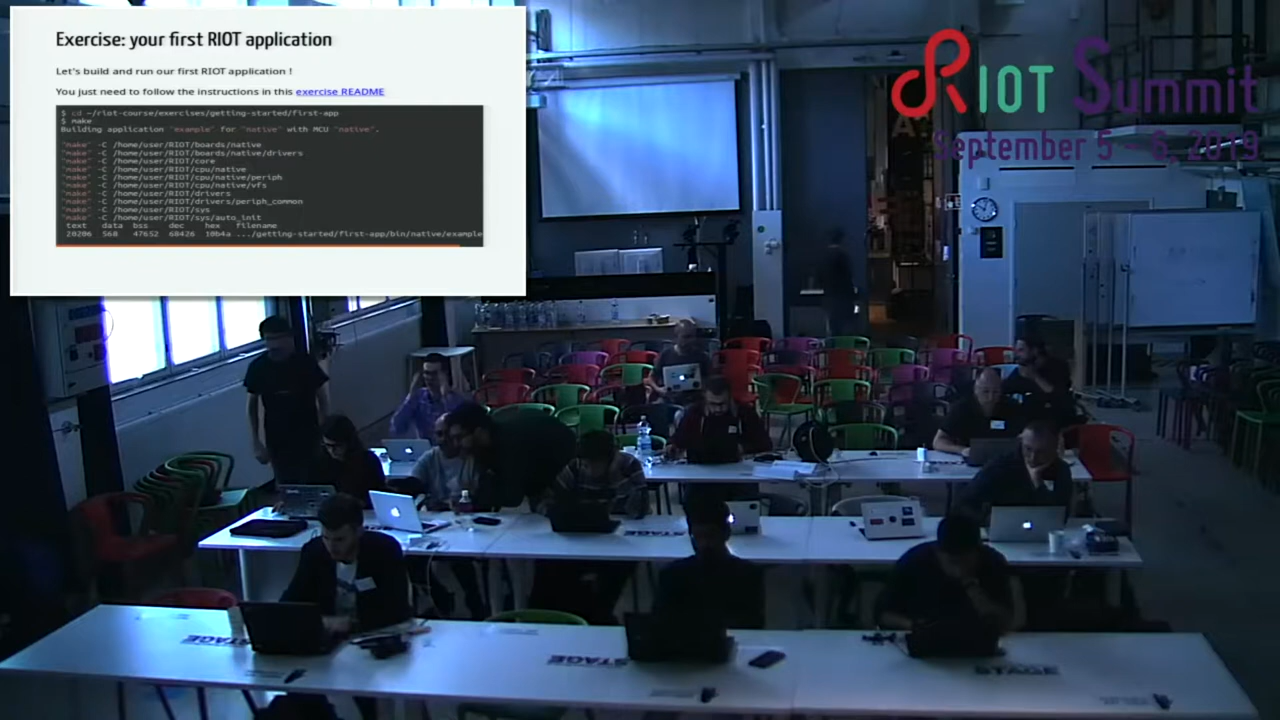 Exercise: your first RIOT application
Let's build and run our first RIOT application !
You just need to follow the instructions in this exercise README
$ cd ~/riot-course/exercises/getting-started/first-app
$ make
Building application "example" for "native" with MCU "native".
"make" -C /home/user/RIOT/boards/native
"make" -C /home/user/RIOT/boards/native/drivers
"make" -C /home/user/RIOT/core
"make" -C /home/user/RIOT/cpu/native
"make" -C /home/user/RIOT/cpu/native/periph
"make" -C /home/user/RIOT/cpu/native/vfs
"make" -C /home/user/RIOT/drivers
"make" -C /home/user/RIOT/drivers/periph_common
"make" -C /home/user/RIOT/sys
"make" -C /home/user/RIOT/sys/auto_init
text data bss dec hex filename
20206 568 47652 68426 10b4a .../getting-started/first-app/bin/native/example
RIOT Summit
September 5 - 6, 2019
STAGE
STAGE
STAGE